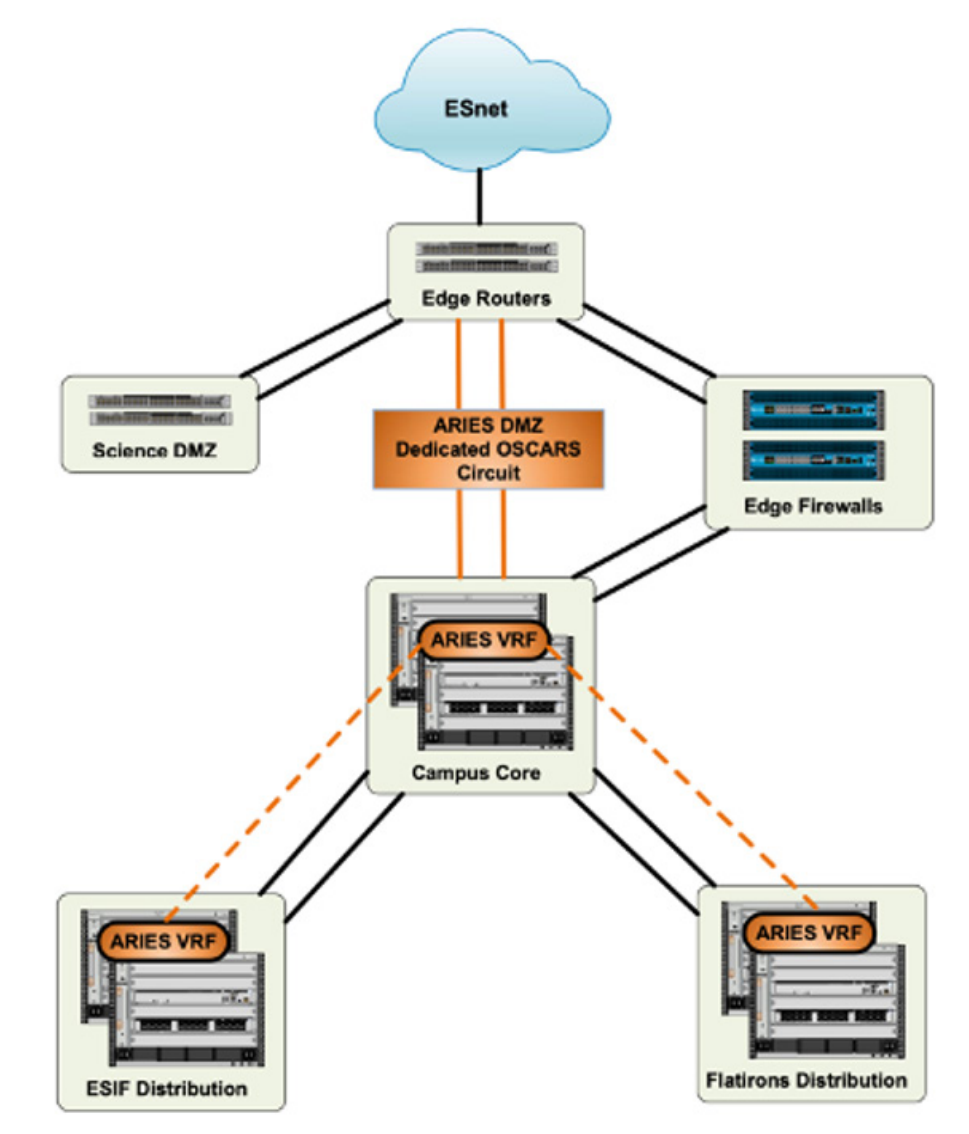 ESnet
Edge Routers
Science DMZ
ARIES DMZ
Dedicated OSCARS
Circuit
Edge Firewalls
ARIES VRF
Campus Core
ARIES VRF
ESIF Distribution
ARIES VRF
Flatirons Distribution